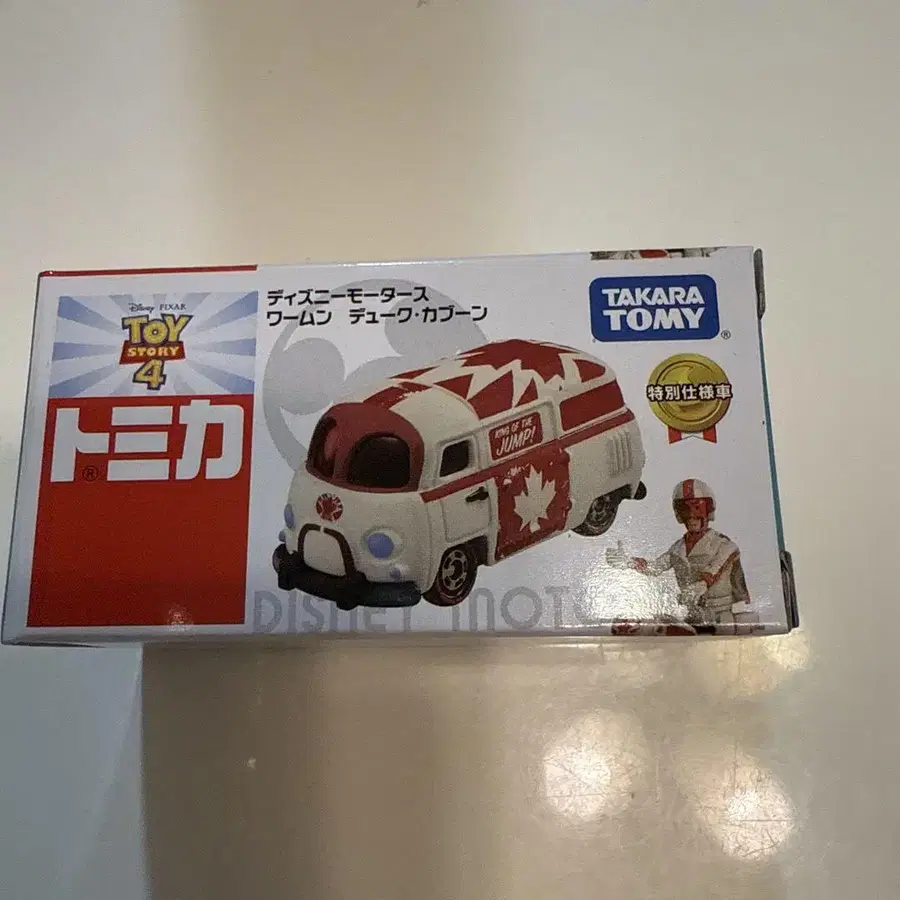 Disney PIXAR
TOY
STORY
4
トミカ
®
ディズニーモータース
ワームン デューク・カブーン
TAKARA
TOMY
®
特別仕様車
KING OF THE
JUMP!
DISNEY MOTO